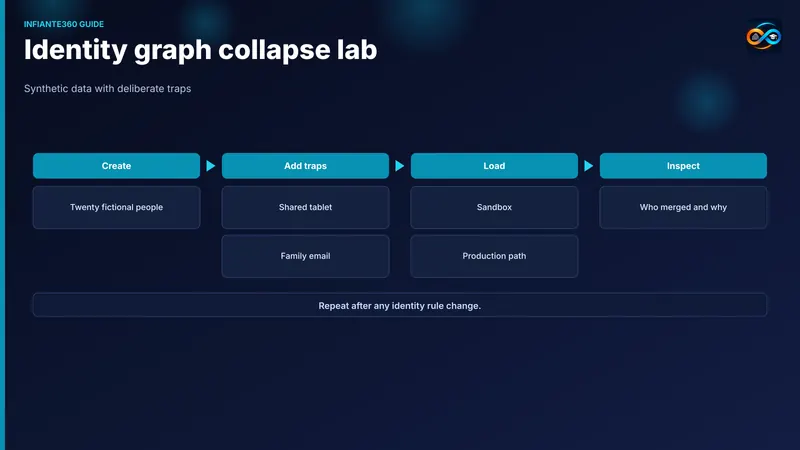 INFIANTE360 GUIDE
Identity graph collapse lab
Synthetic data with deliberate traps
Create
Add traps
Load
Inspect
Twenty fictional people
Shared tablet
Sandbox
Who merged and why
Family email
Production path
Repeat after any identity rule change.